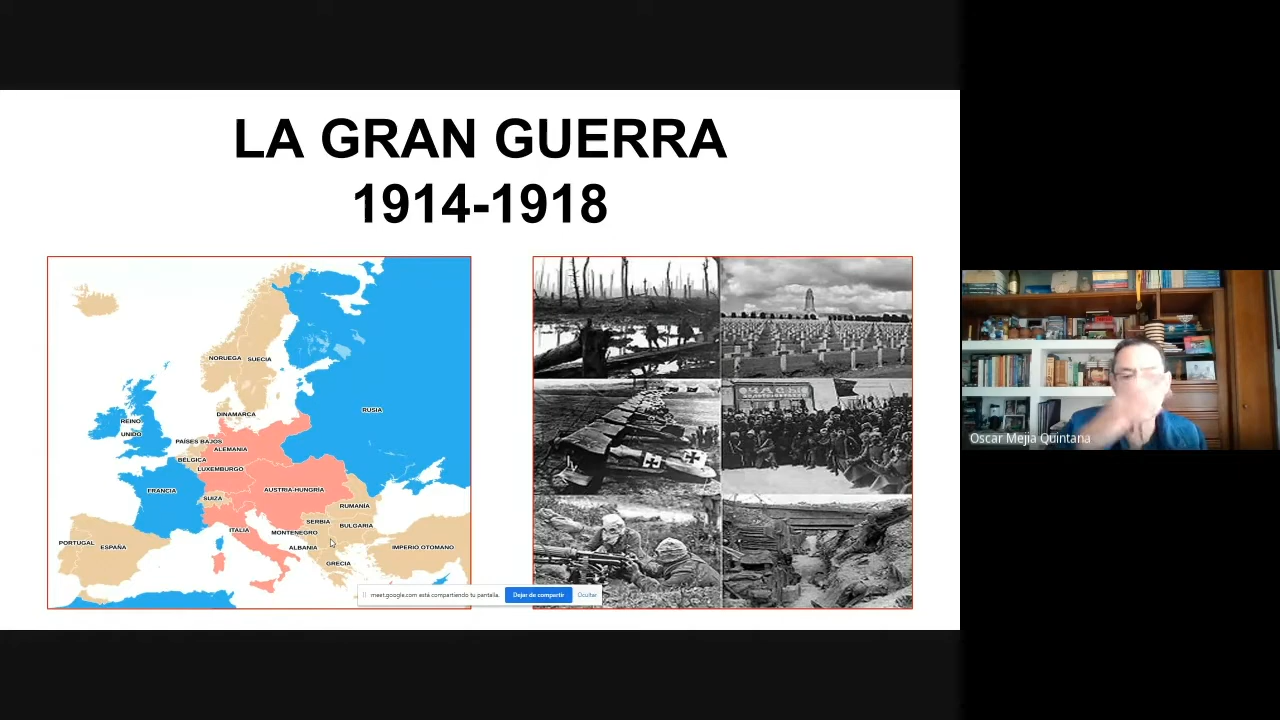 LA GRAN GUERRA
1914-1918
NORUEGA
SUECIA
DINAMARCA
RUSIA
REINO
UNIDO
PAÍSES BAJOS
ALEMANIA
BÉLGICA
LUXEMBURGO
FRANCIA
SUIZA
AUSTRIA-HUNGRÍA
RUMANÍA
ITALIA
SERBIA
BULGARIA
MONTENEGRO
PORTUGAL
ESPAÑA
ALBANIA
IMPERIO OTOMANO
GRECIA
meet.google.com está compartiendo tu pantalla.
Dejar de compartir
Ocultar
Oscar Mejia Quintana